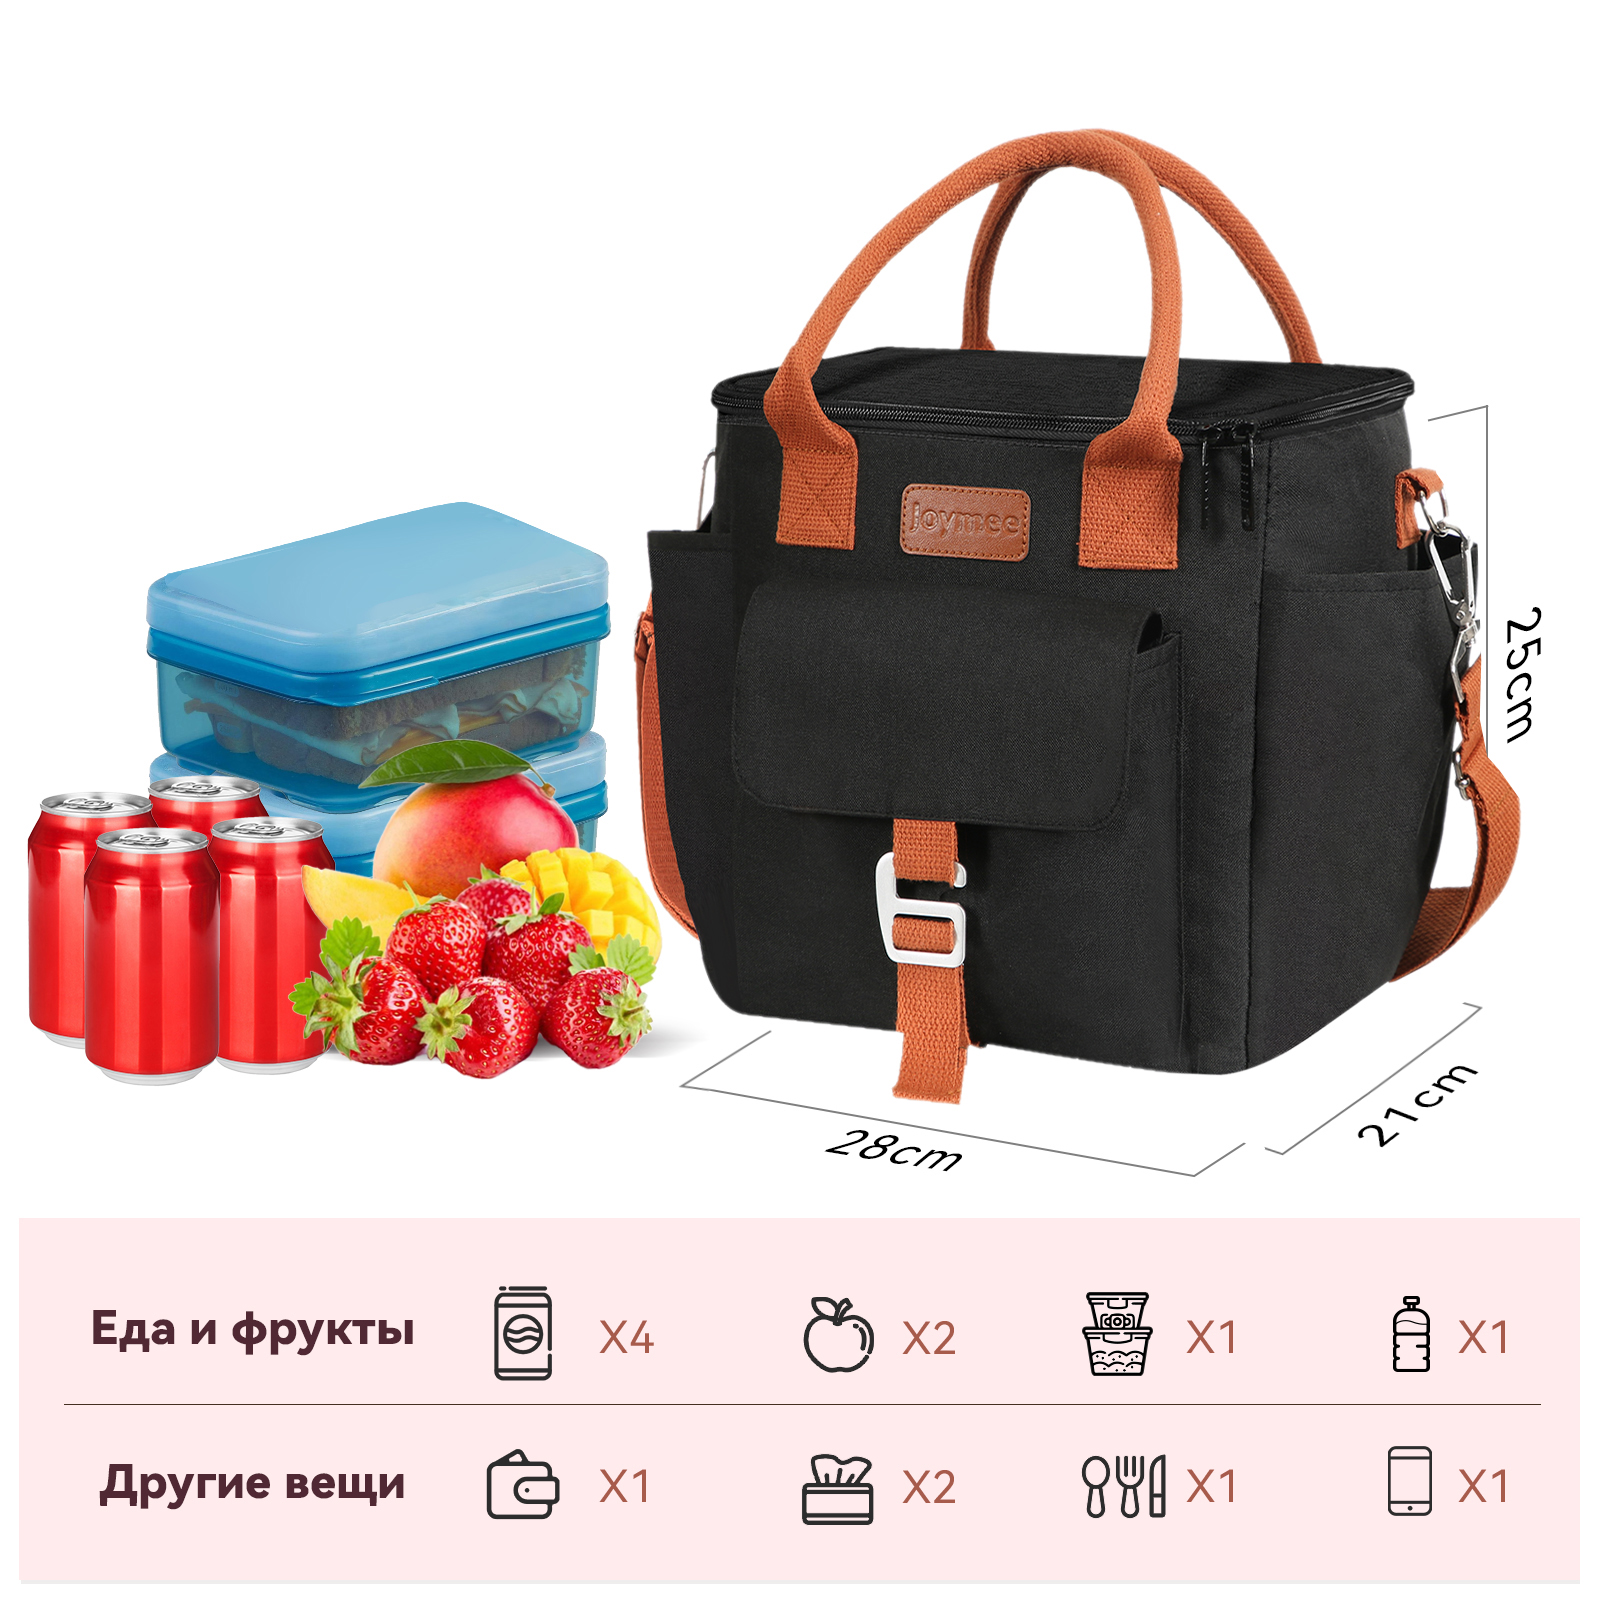 Joymee
25cm
21cm
28cm
Еда и фрукты X4 X2 X1 X1
Другие вещи X1 X2 X1 X1